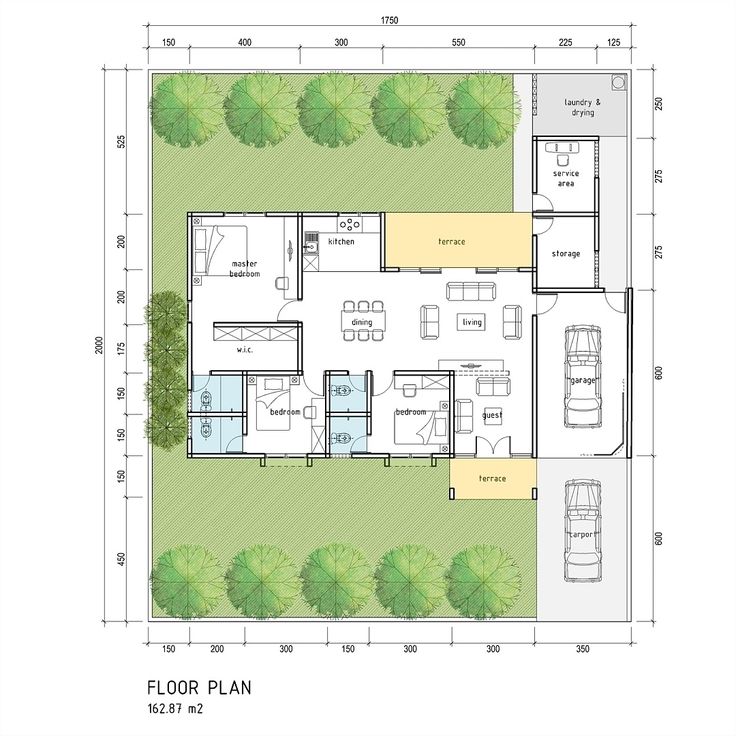 1750
150
400
300
550
225
125
laundry &
drying
250
525
service
area
275
200
kitchen
terrace
storage
275
master
bedroom
200
dining
living
2000
175
w.i.c.
garage
600
150
bedroom
bedroom
guest
150
150
terrace
450
carport
600
150
200
300
150
300
300
350
FLOOR PLAN
162.87 m2